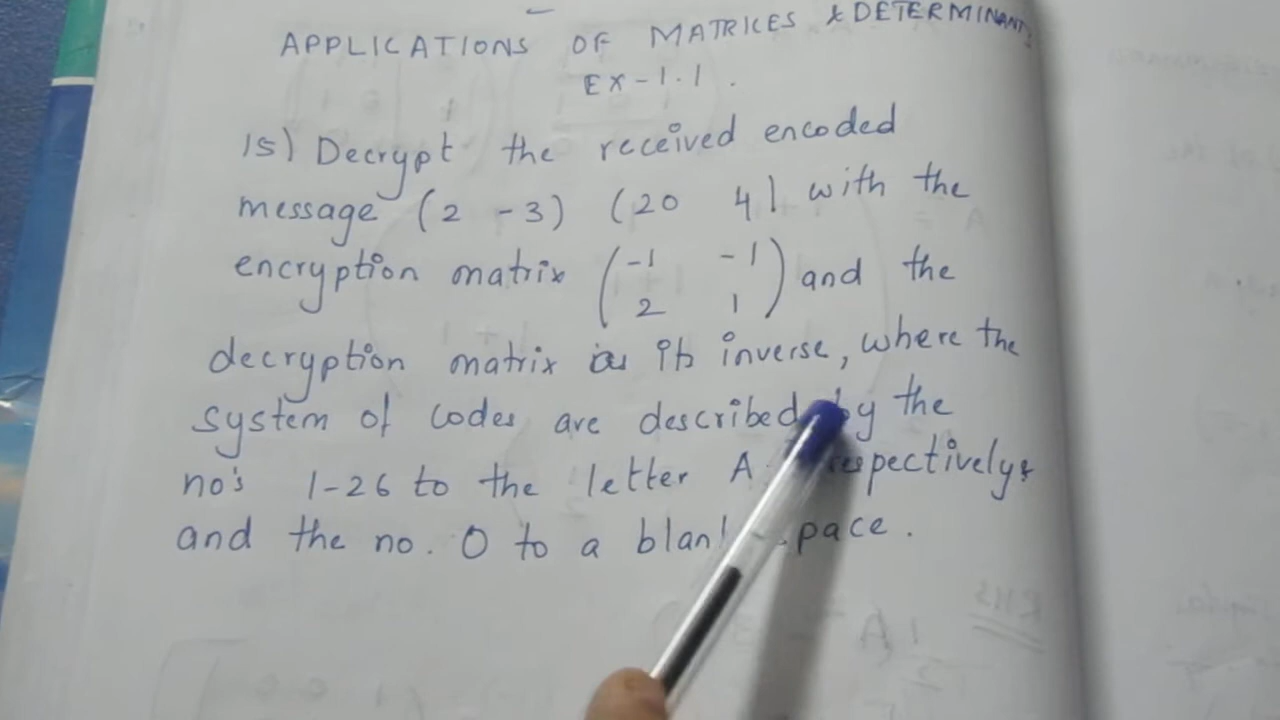 APPLICATIONS OF MATRICES & DETERMINANTS
EX-1.1.
15) Decrypt the received encoded
message (2 -3) (20 4) with the
encryption matrix (-1 -1
2 1) and the
decryption matrix as its inverse, where the
system of codes are described by the
no's 1-26 to the letter A respectively &
and the no. 0 to a blank space.